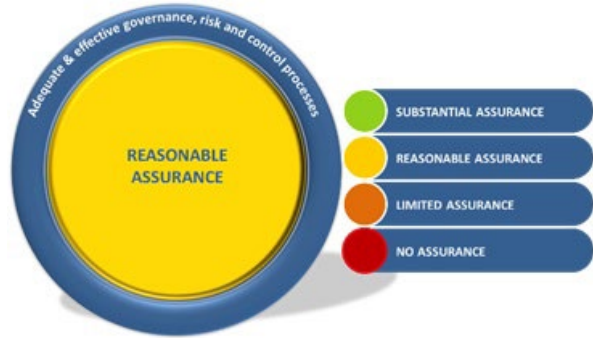 Adequate & effective governance, risk and control processes
REASONABLE
ASSURANCE
SUBSTANTIAL ASSURANCE
REASONABLE ASSURANCE
LIMITED ASSURANCE
NO ASSURANCE